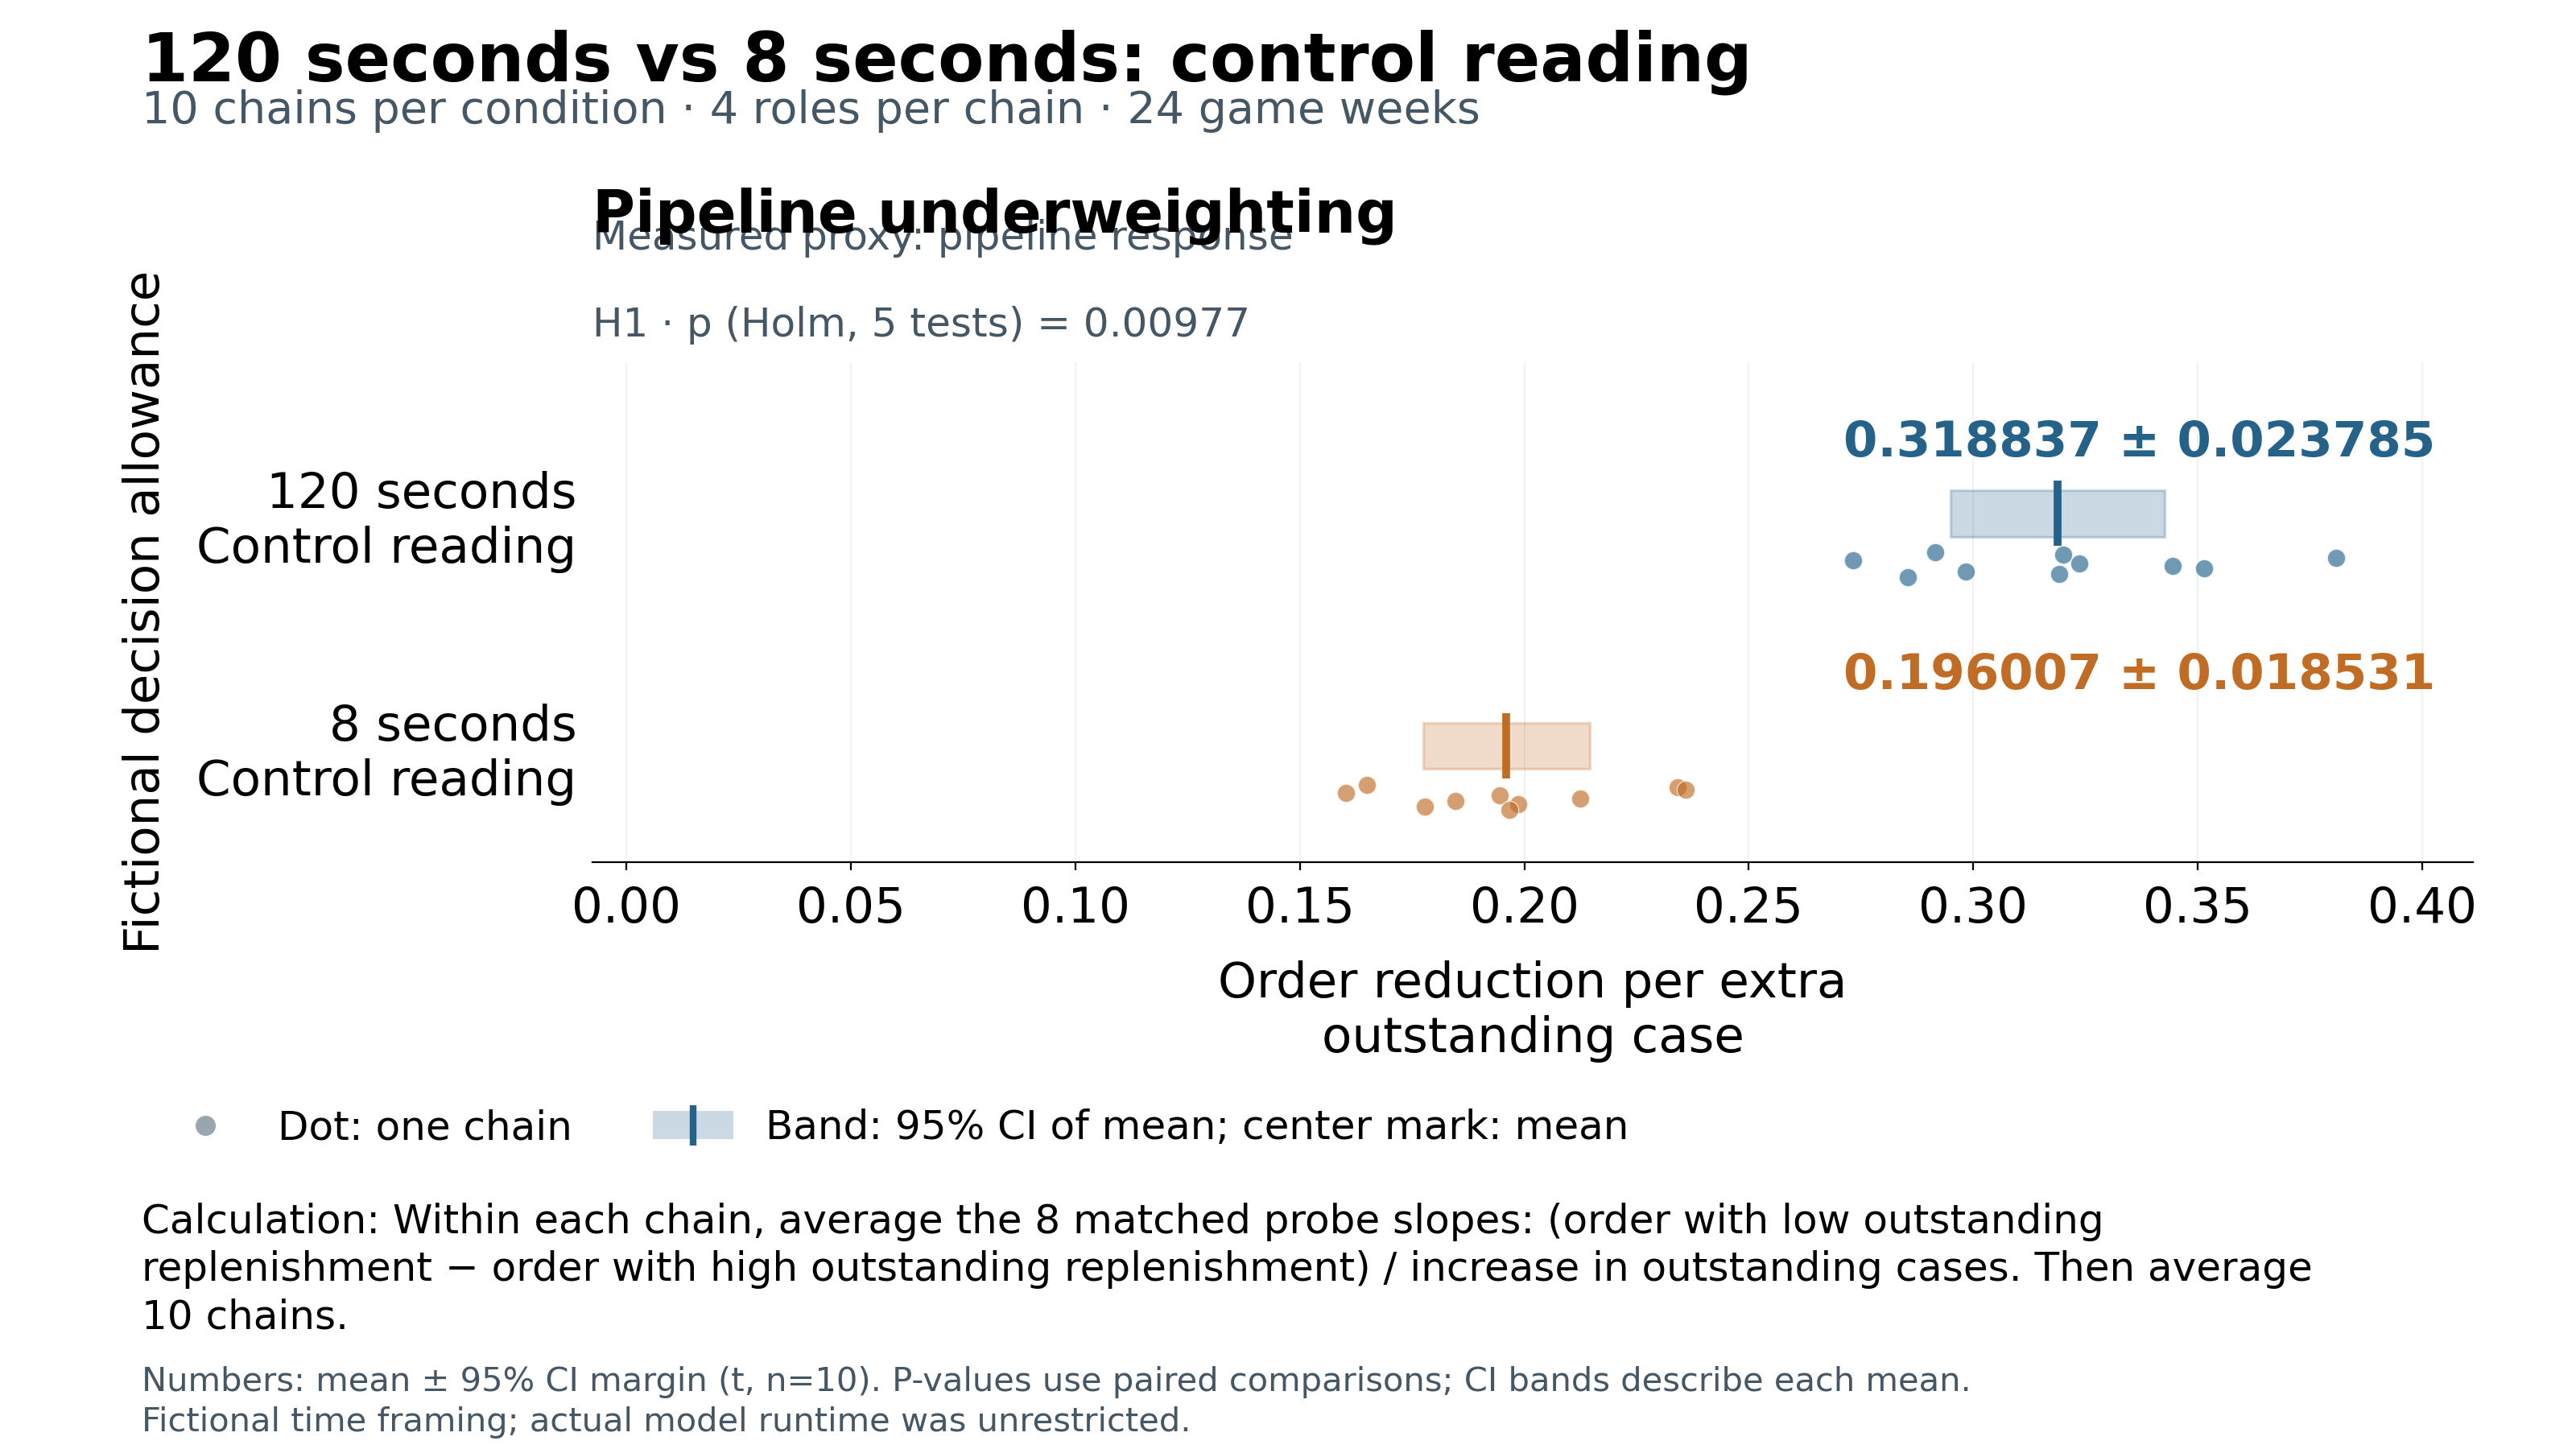 120 seconds vs 8 seconds: control reading
10 chains per condition · 4 roles per chain · 24 game weeks
Pipeline underweighting
Measured proxy: pipeline response
H1 · p (Holm, 5 tests) = 0.00977
Fictional decision allowance
0.318837 ± 0.023785
120 seconds
Control reading
0.196007 ± 0.018531
8 seconds
Control reading
0.00 0.05 0.10 0.15 0.20 0.25 0.30 0.35 0.40
Order reduction per extra
outstanding case
Dot: one chain
Band: 95% CI of mean; center mark: mean
Calculation: Within each chain, average the 8 matched probe slopes: (order with low outstanding
replenishment − order with high outstanding replenishment) / increase in outstanding cases. Then average
10 chains.
Numbers: mean ± 95% CI margin (t, n=10). P-values use paired comparisons; CI bands describe each mean.
Fictional time framing; actual model runtime was unrestricted.